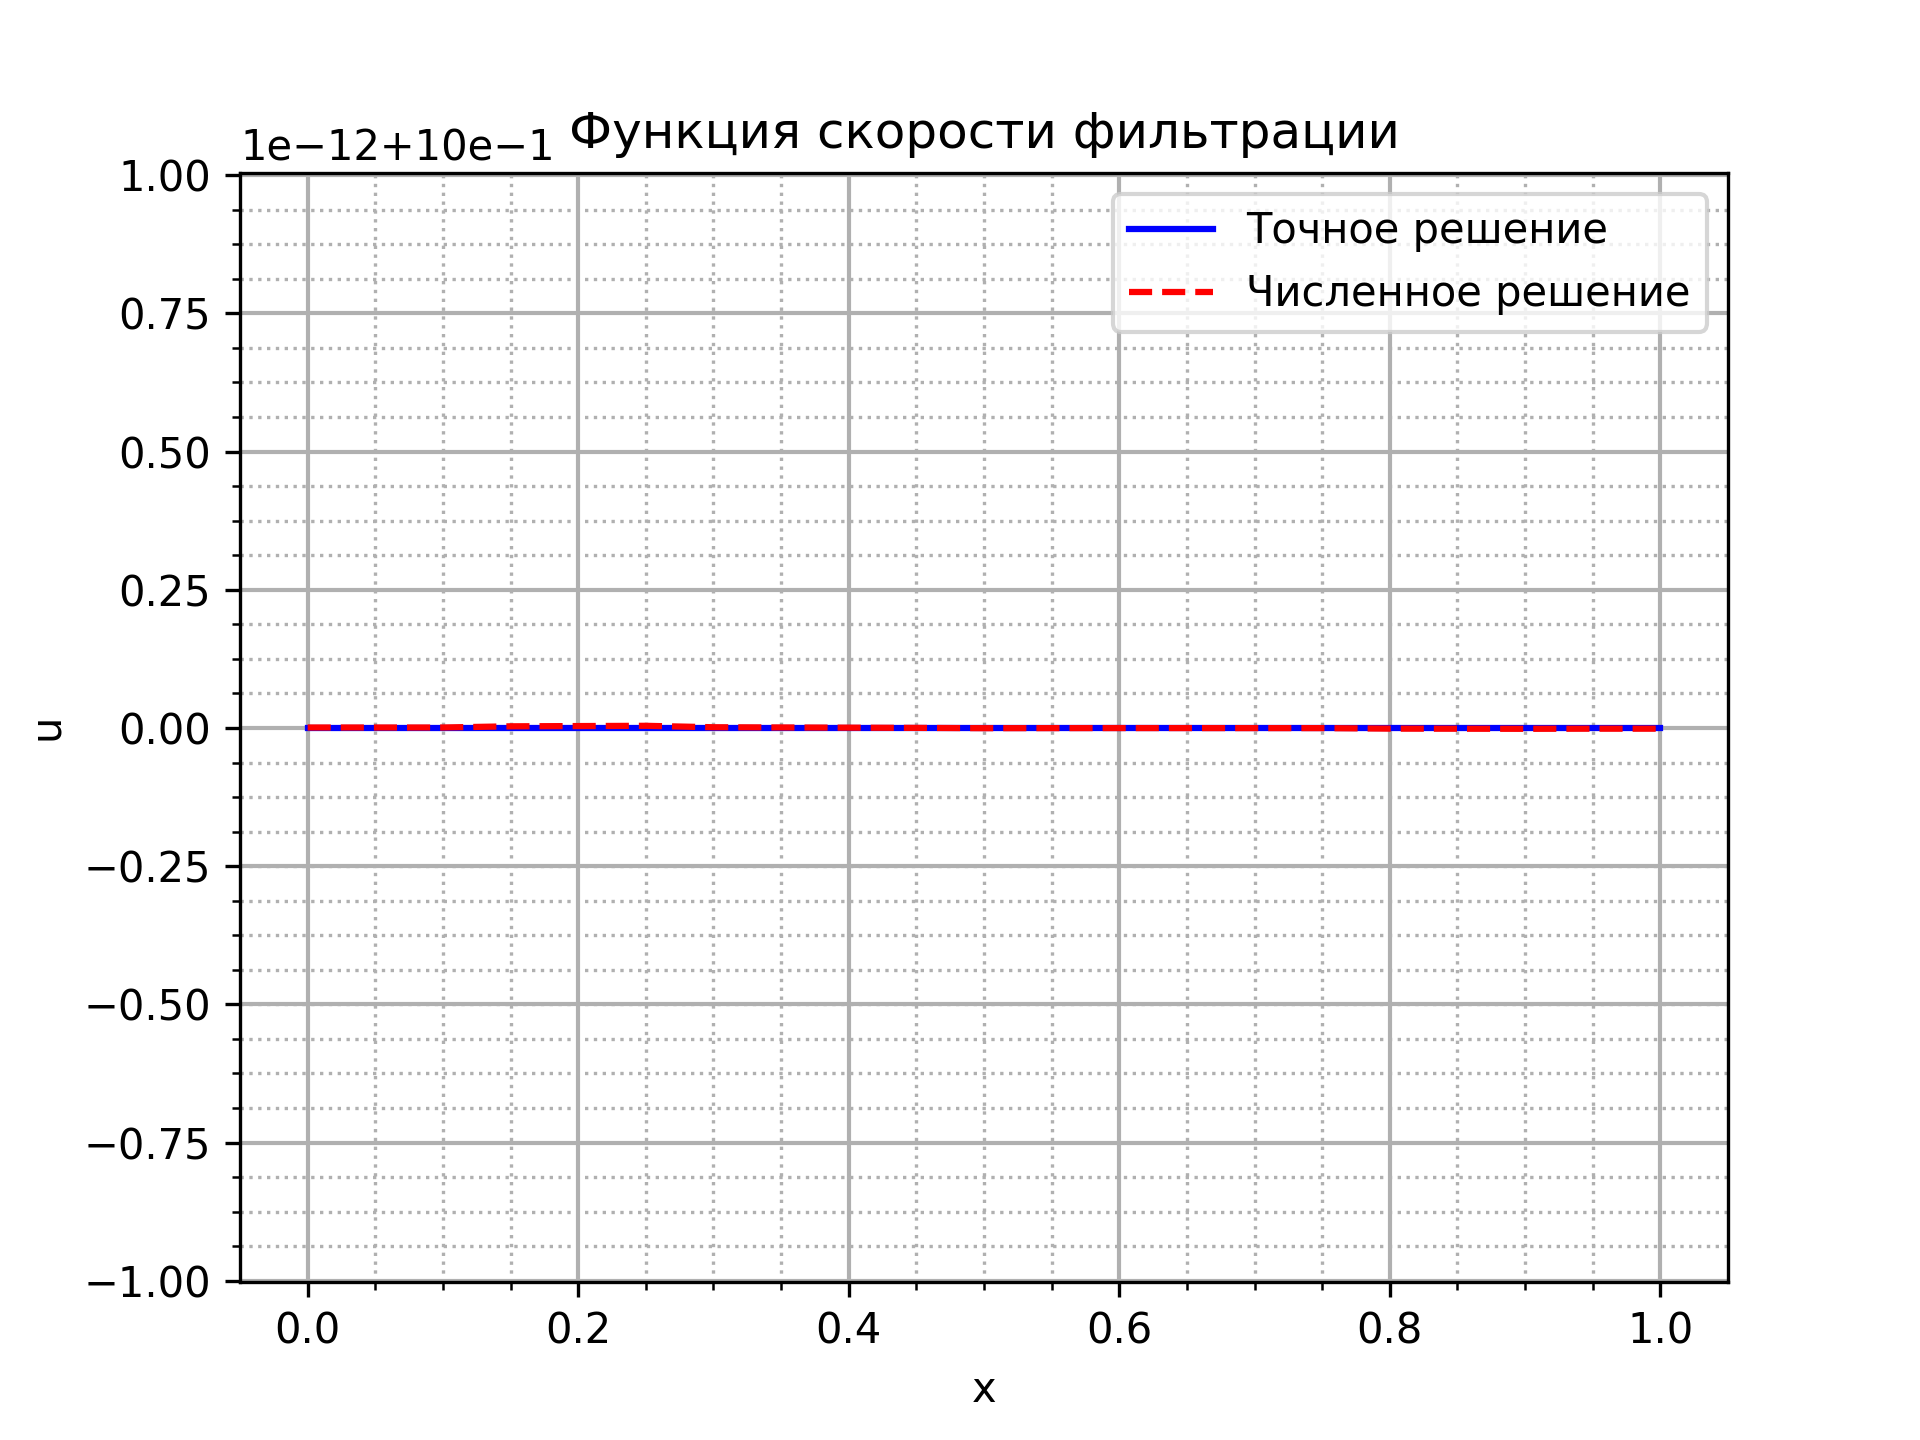 Функция скорости фильтрации
1e−12+10e−1
1.00
0.75
0.50
0.25
0.00
−0.25
−0.50
−0.75
−1.00
u
Точное решение
Численное решение
0.0 0.2 0.4 0.6 0.8 1.0
x